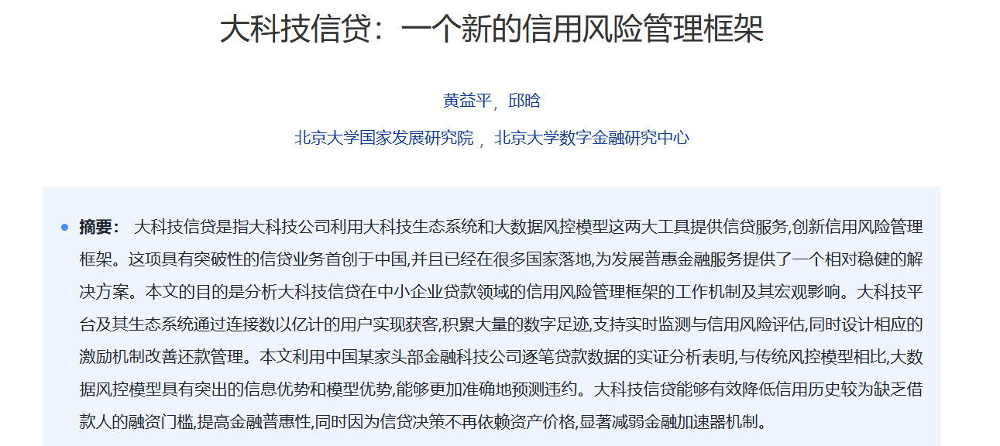 大科技信贷：一个新的信用风险管理框架
黄益平，邱晗
北京大学国家发展研究院 ，北京大学数字金融研究中心
摘要： 大科技信贷是指大科技公司利用大科技生态系统和大数据风控模型这两大工具提供信贷服务,创新信用风险管理
框架。这项具有突破性的信贷业务首创于中国,并且已经在很多国家落地,为发展普惠金融服务提供了一个相对稳健的解
决方案。本文的目的是分析大科技信贷在中小企业贷款领域的信用风险管理框架的工作机制及其宏观影响。大科技平
台及其生态系统通过连接数以亿计的用户实现获客,积累大量的数字足迹,支持实时监测与信用风险评估,同时设计相应的
激励机制改善还款管理。本文利用中国某家头部金融科技公司逐笔贷款数据的实证分析表明,与传统风控模型相比,大数
据风控模型具有突出的信息优势和模型优势,能够更加准确地预测违约。大科技信贷能够有效降低信用历史较为缺乏借
款人的融资门槛,提高金融普惠性,同时因为信贷决策不再依赖资产价格,显著减弱金融加速器机制。